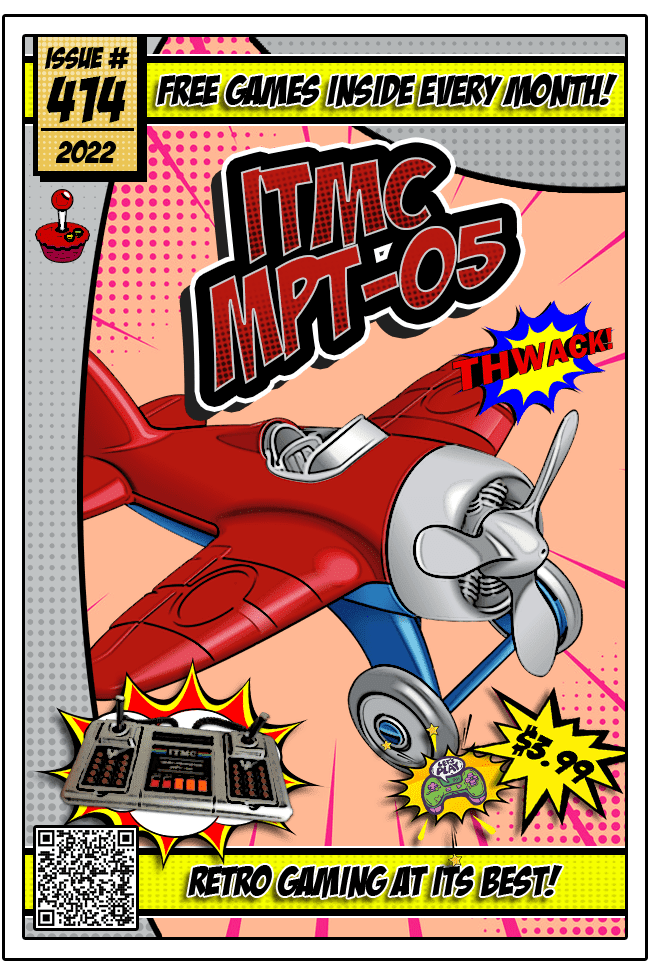 ISSUE #
414
2022
FREE GAMES INSIDE EVERY MONTH!
ITMC
MPT-05
THWACK!
ITMC
LET'S
PLAY
5.99
RETRO GAMING AT ITS BEST!